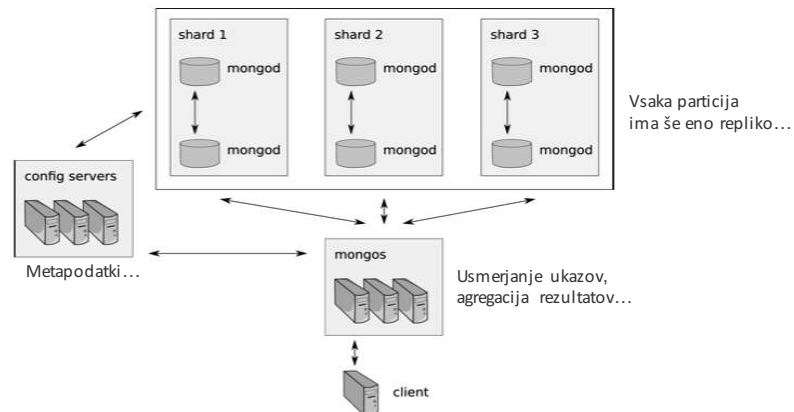 shard 1
shard 2
shard 3
mongod
mongod
mongod
mongod
mongod
mongod
Vsaka particija
ima še eno repliko...
config servers
Metapodatki...
mongos
Usmerjanje ukazov,
agregacija rezultatov...
client